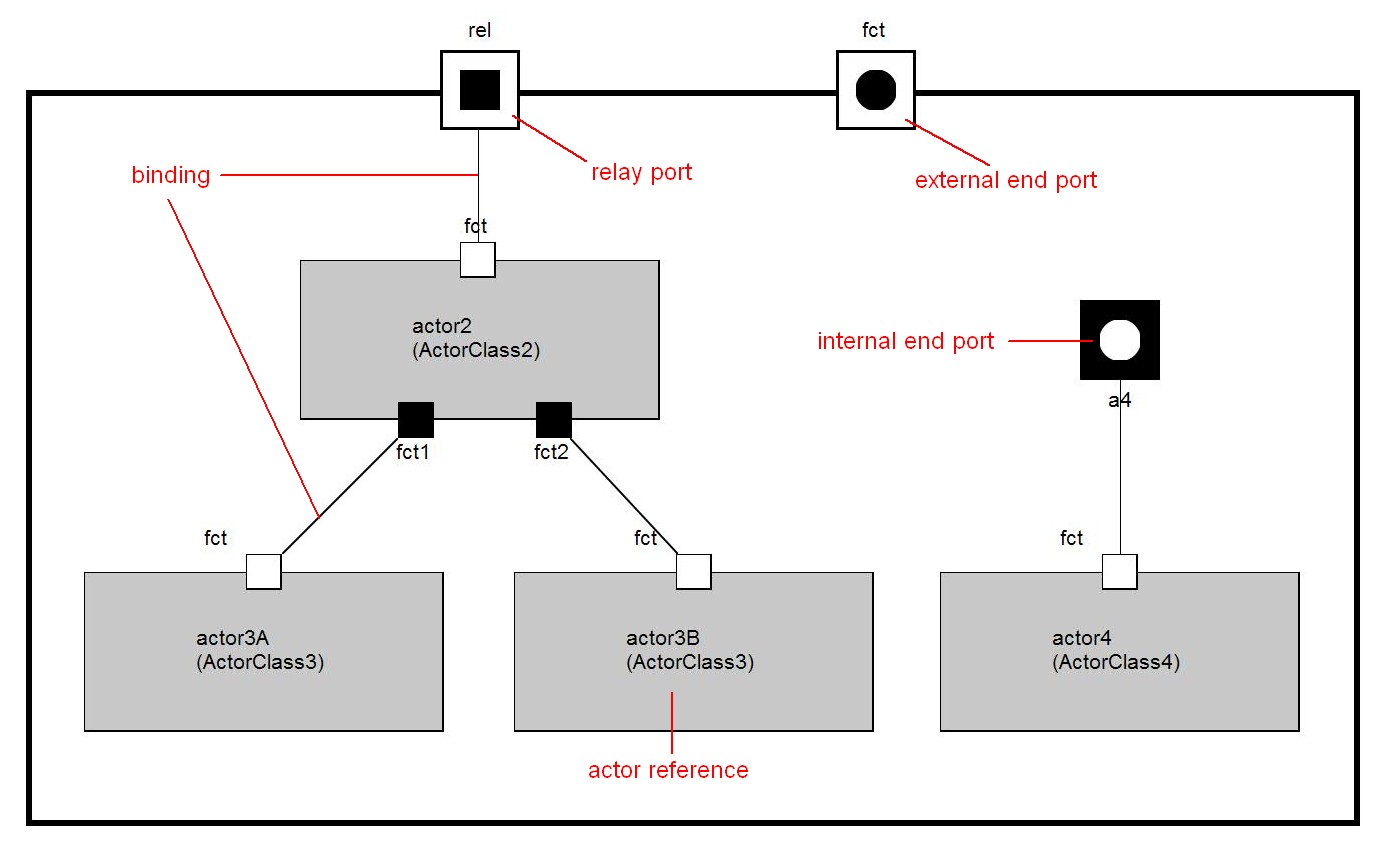 rel
fct
binding
relay port
external end port
fct
actor2
(ActorClass2)
internal end port
a4
fct1
fct2
fct
fct
fct
actor3A
(ActorClass3)
actor3B
(ActorClass3)
actor4
(ActorClass4)
actor reference